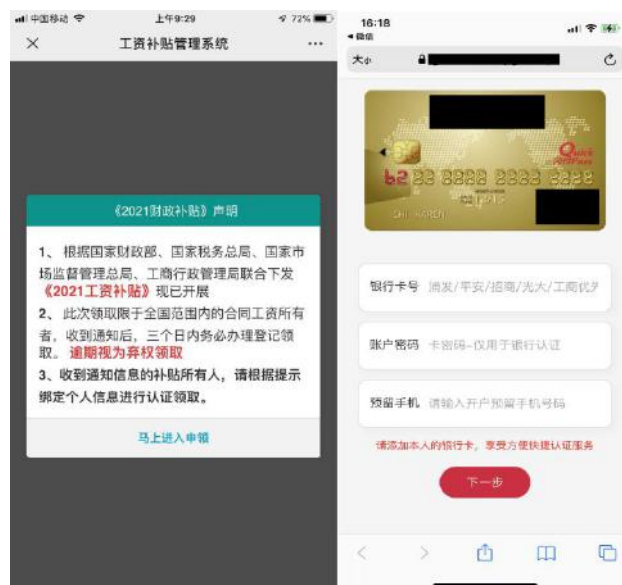 中国移动
上午9:29
72%
工资补贴管理系统
《2021财政补贴》声明
1、根据国家财政部、国家税务总局、国家市
场监督管理总局、工商行政管理局联合下发
《2021工资补贴》现已开展
2、此次领取限于全国范围内的合同工资所有
者，收到通知后，三个日内务必办理登记领
取。逾期视为弃权领取
3、收到通知信息的补贴所有人，请根据提示
绑定个人信息进行认证领取。
马上进入申领
16:18
微信
大小
Quick
银行卡号 浦发/平安/招商/光大/工商优先
账户密码 卡密码-仅用于银行认证
预留手机 请输入开户预留手机号码
请添加本人的银行卡，享受方便快捷认证服务
下一步